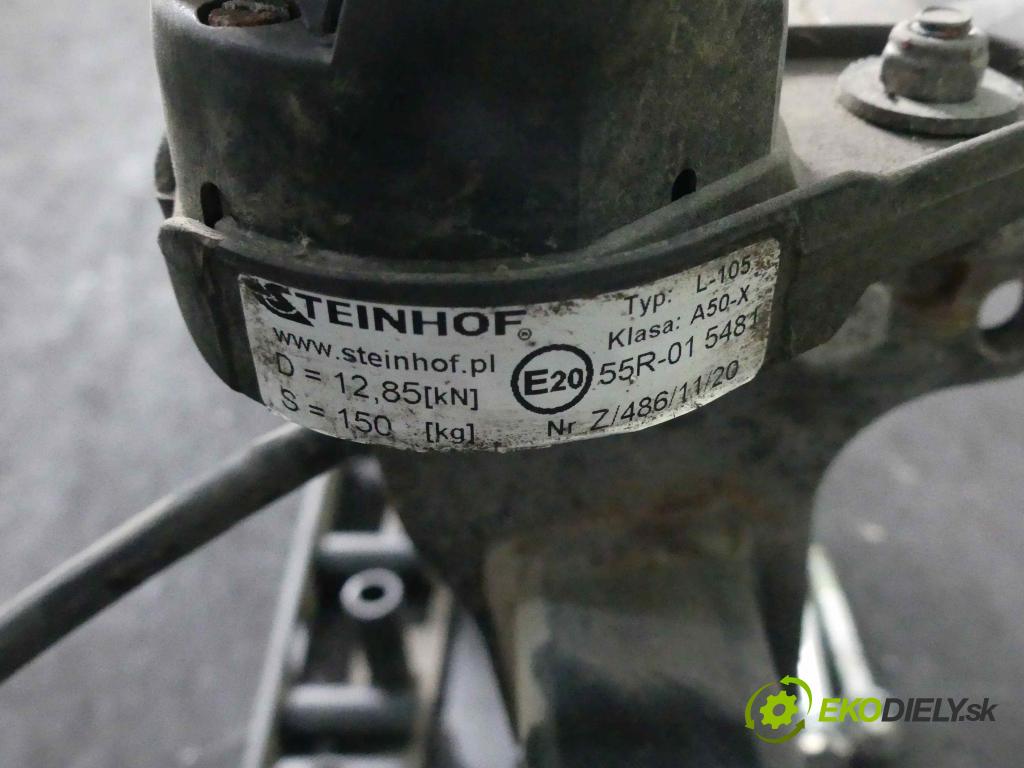 STEINHOF®
www.steinhof.pl
D = 12,85[kN]
S = 150 [kg]
Typ: L-105
Klasa: A50-X
E20 55R-01 5481
Nr Z/486/11/20
EKODIELY.sk